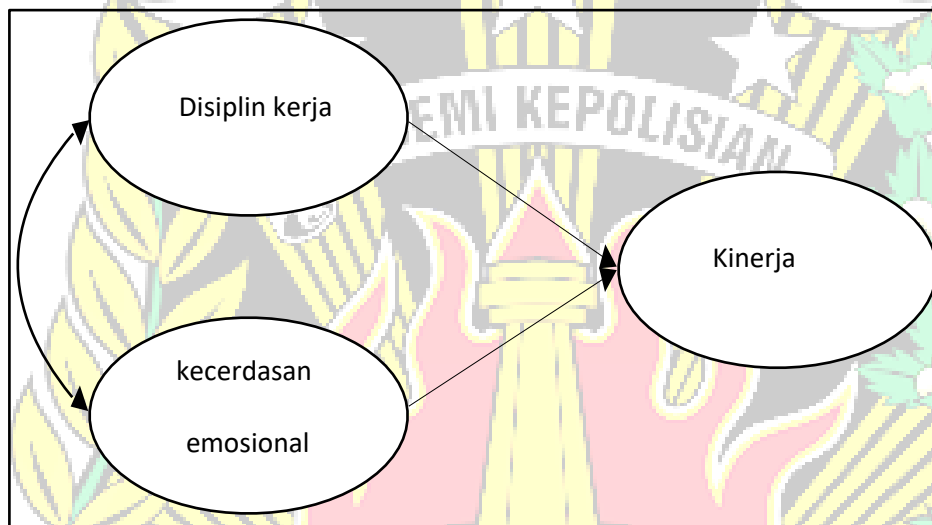 Disiplin kerja
EMI KEPOLISIAN
Kinerja
kecerdasan
emosional